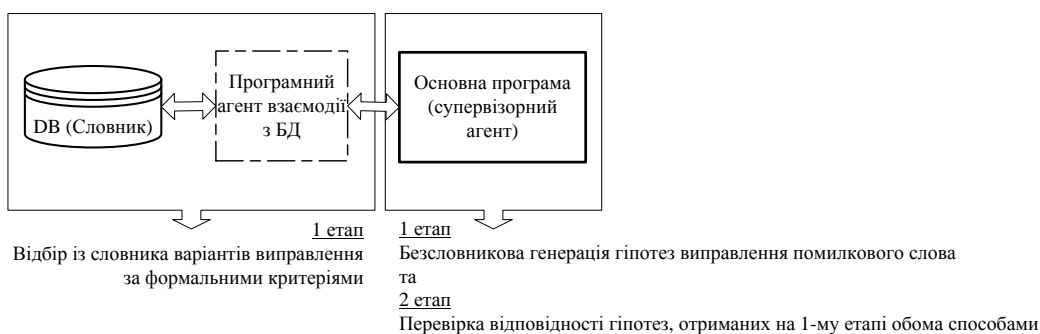 DB (Словник)
Програмний
агент взаємодії
з БД
Основна програма
(супервізорний
агент)
1 етап
Відбір із словника варіантів виправлення
за формальними критеріями
1 етап
Безсловникова генерація гіпотез виправлення помилкового слова
та
2 етап
Перевірка відповідності гіпотез, отриманих на 1-му етапі обома способами